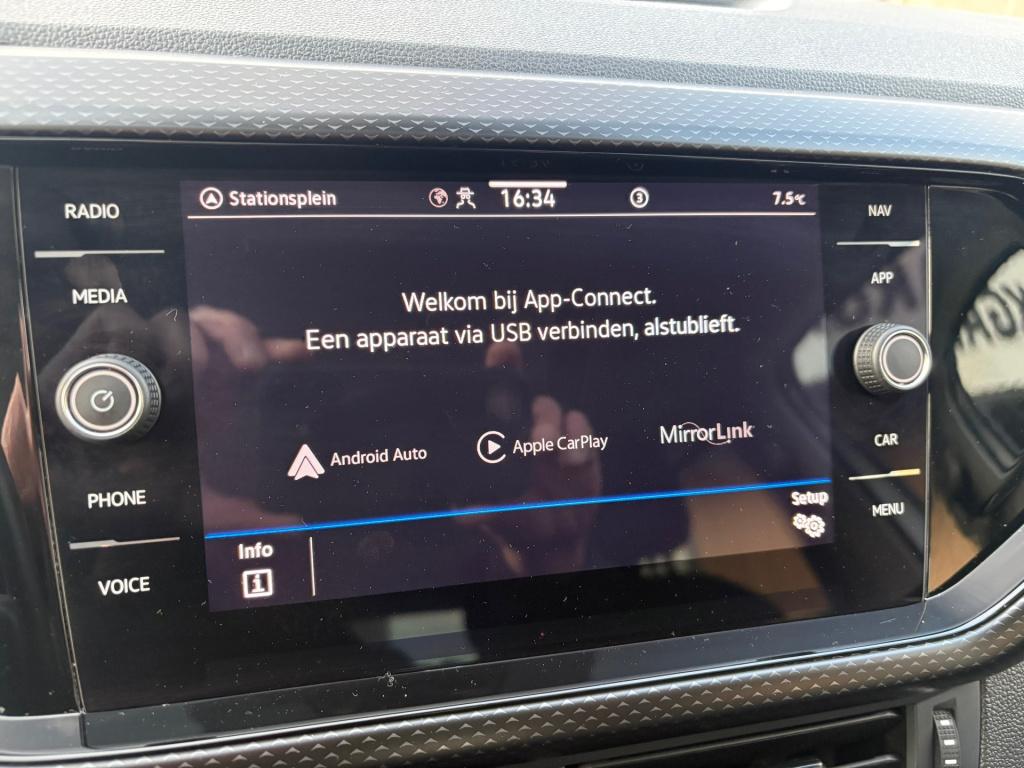 RADIO
MEDIA
PHONE
VOICE
Stationsplein
16:34
3
7.5°C
Welkom bij App-Connect.
Een apparaat via USB verbinden, alstublieft.
Android Auto
Apple CarPlay
MirrorLink
Setup
Info
i
NAV
APP
CAR
MENU